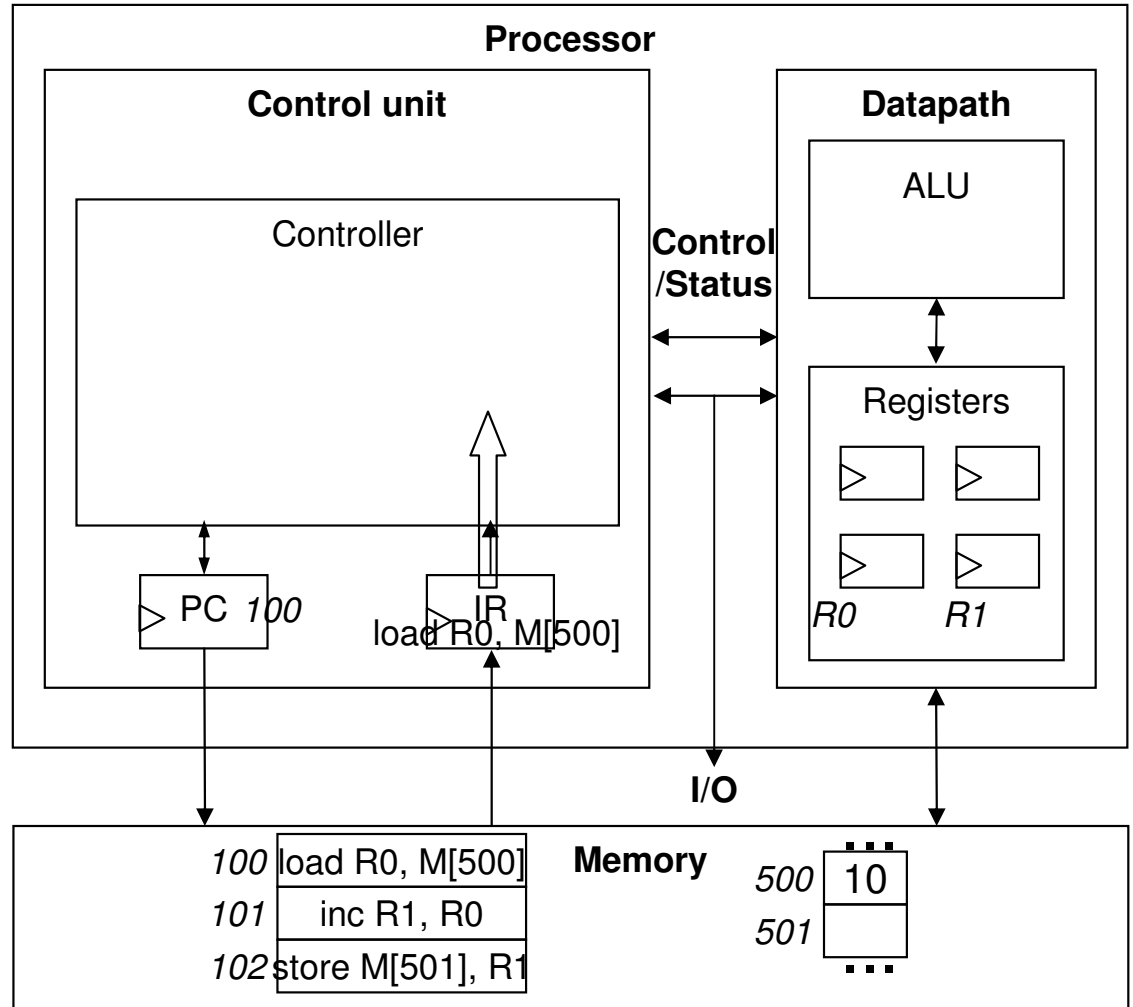 Processor
Control unit
Datapath
ALU
Controller
Control
/Status
Registers
PC 100
IR
load R0, M[500]
R0 R1
I/O
Memory
100 load R0, M[500]
101 inc R1, R0
102 store M[501], R1
500 10
501